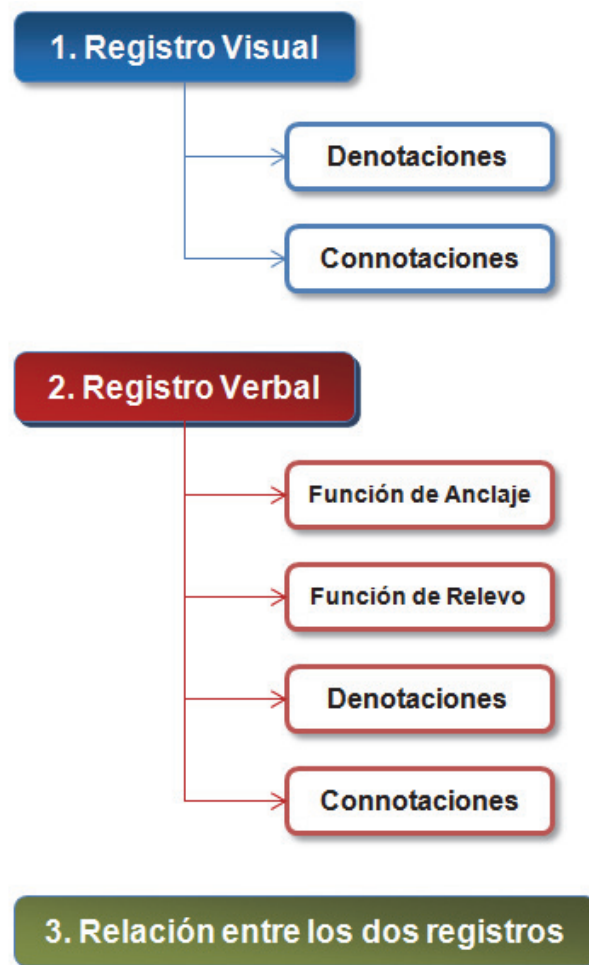 1. Registro Visual
Denotaciones
Connotaciones
2. Registro Verbal
Función de Anclaje
Función de Relevo
Denotaciones
Connotaciones
3. Relación entre los dos registros